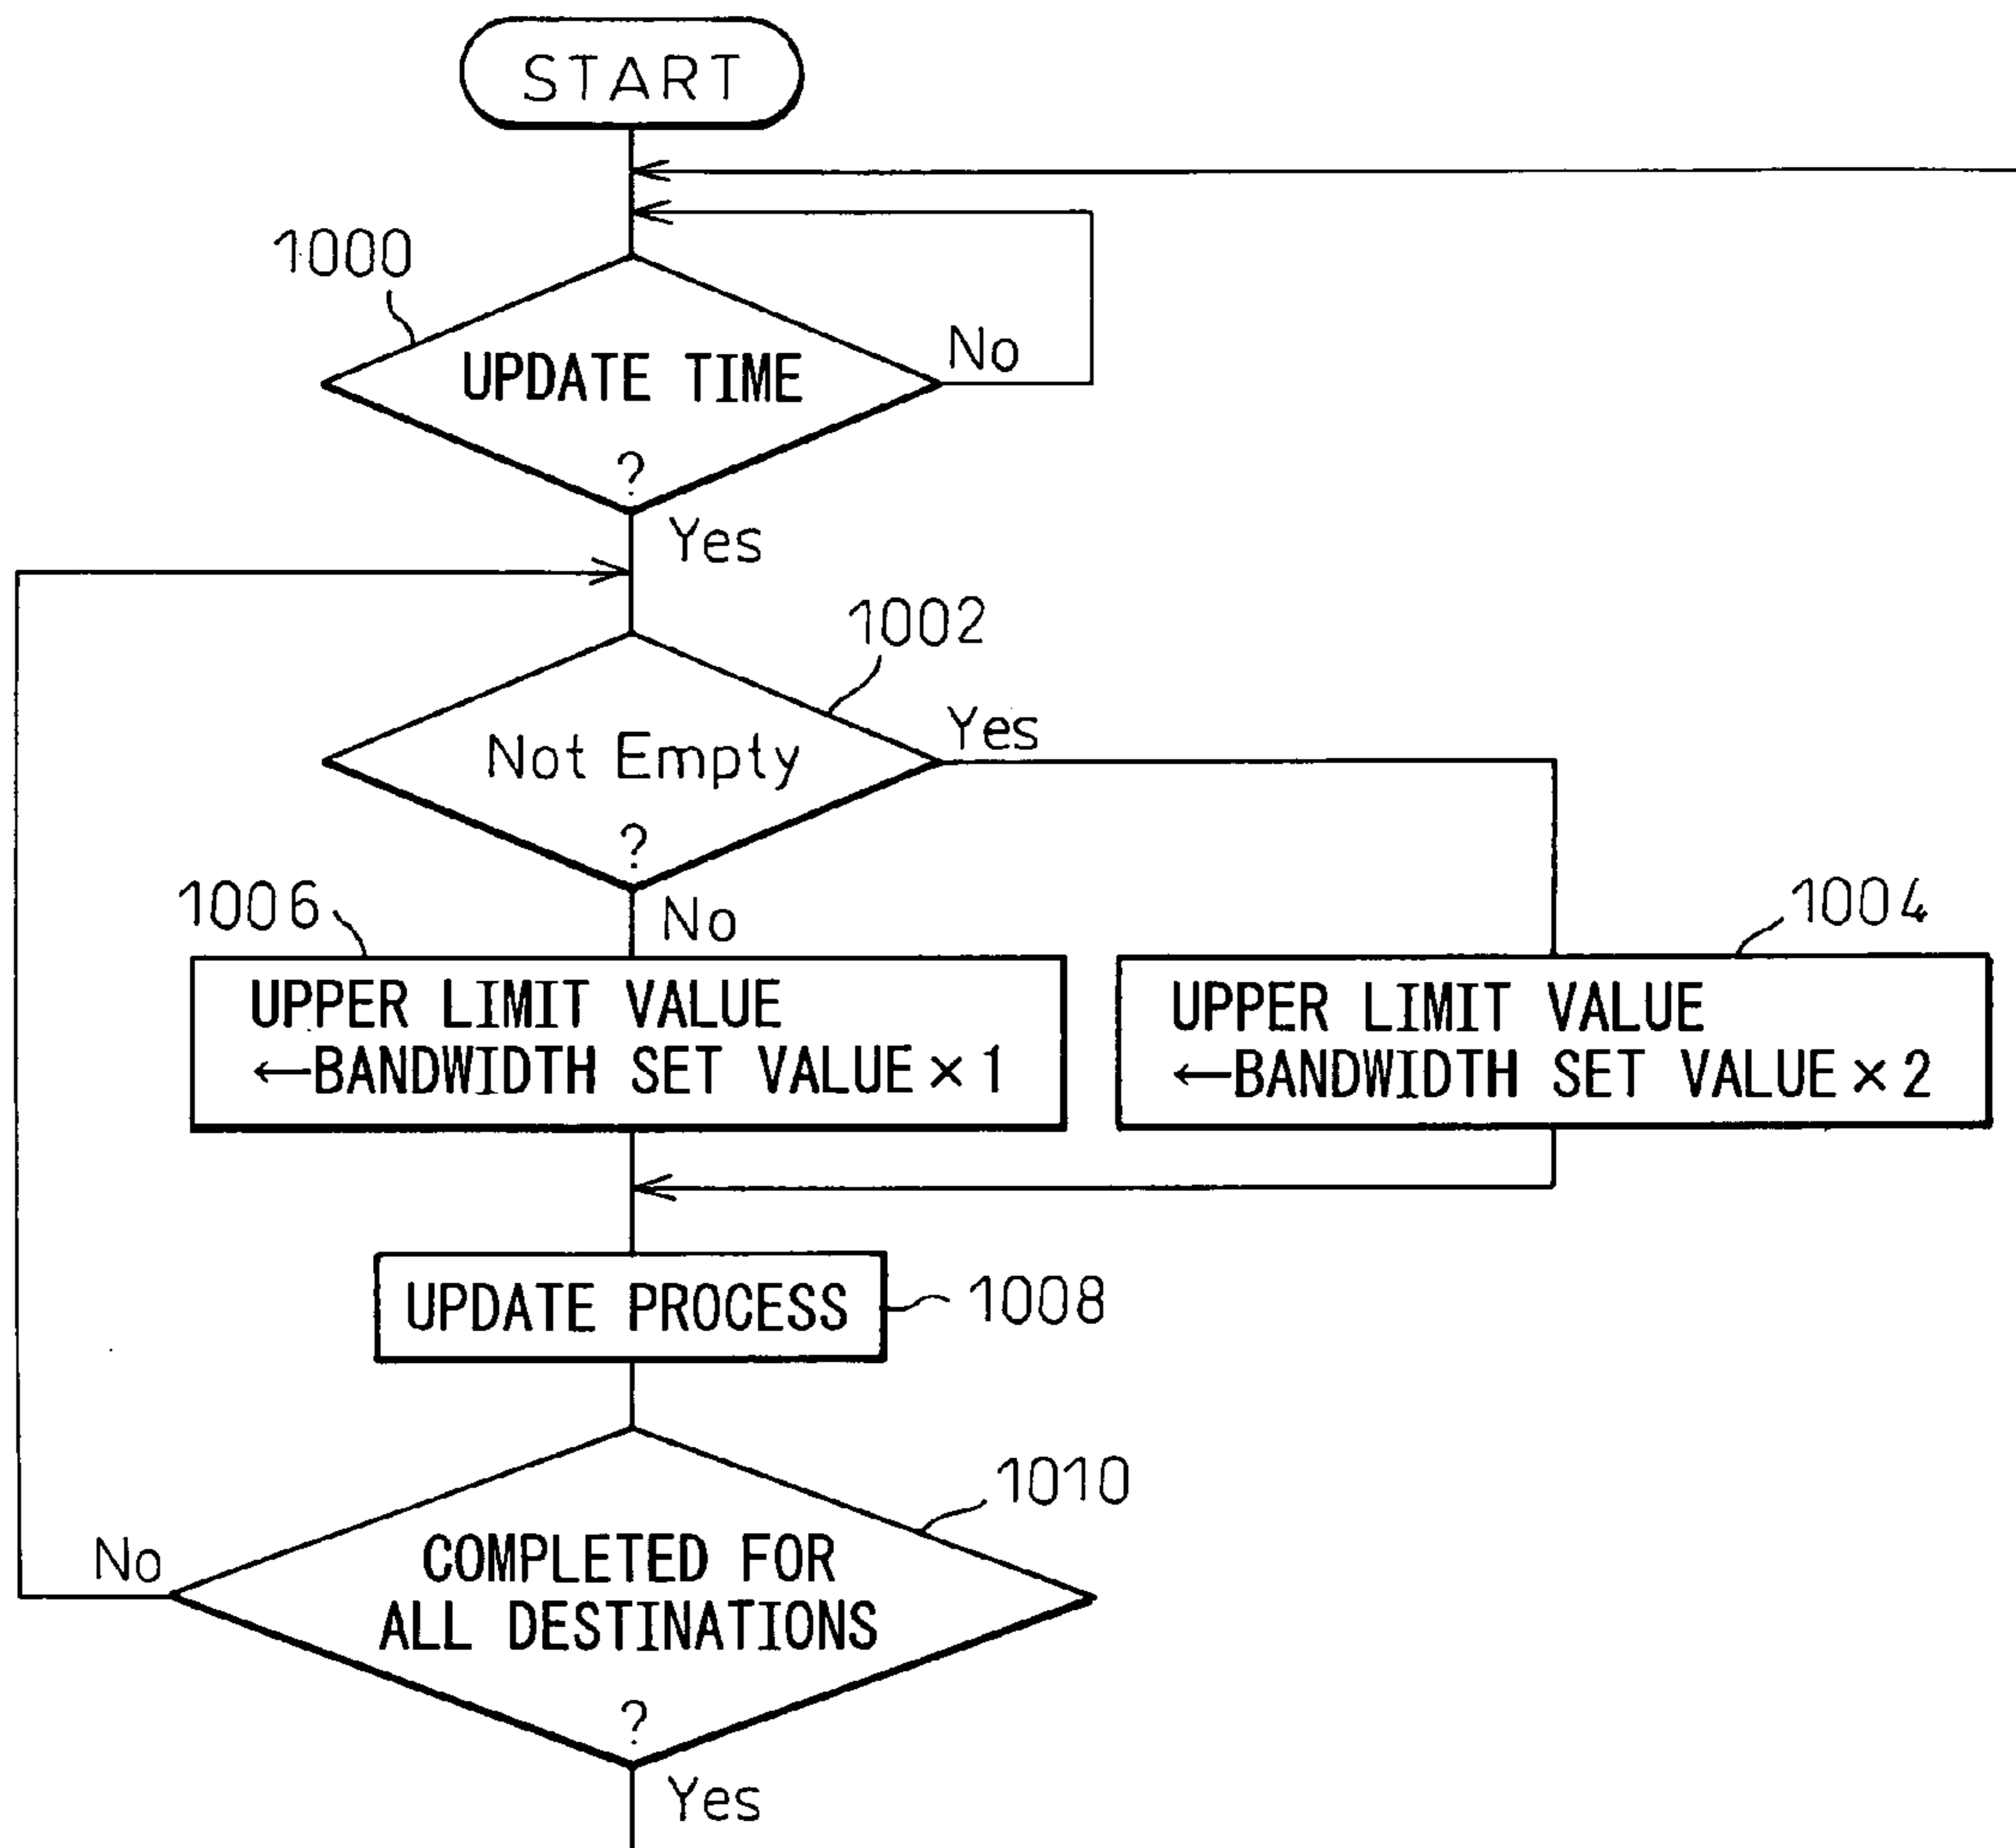 START
1000
UPDATE TIME
No
?
Yes
1002
Not Empty
Yes
?
No
1006
1004
UPPER LIMIT VALUE
←BANDWIDTH SET VALUE × 1
UPPER LIMIT VALUE
←BANDWIDTH SET VALUE × 2
UPDATE PROCESS
1008
1010
No
COMPLETED FOR
ALL DESTINATIONS
?
Yes